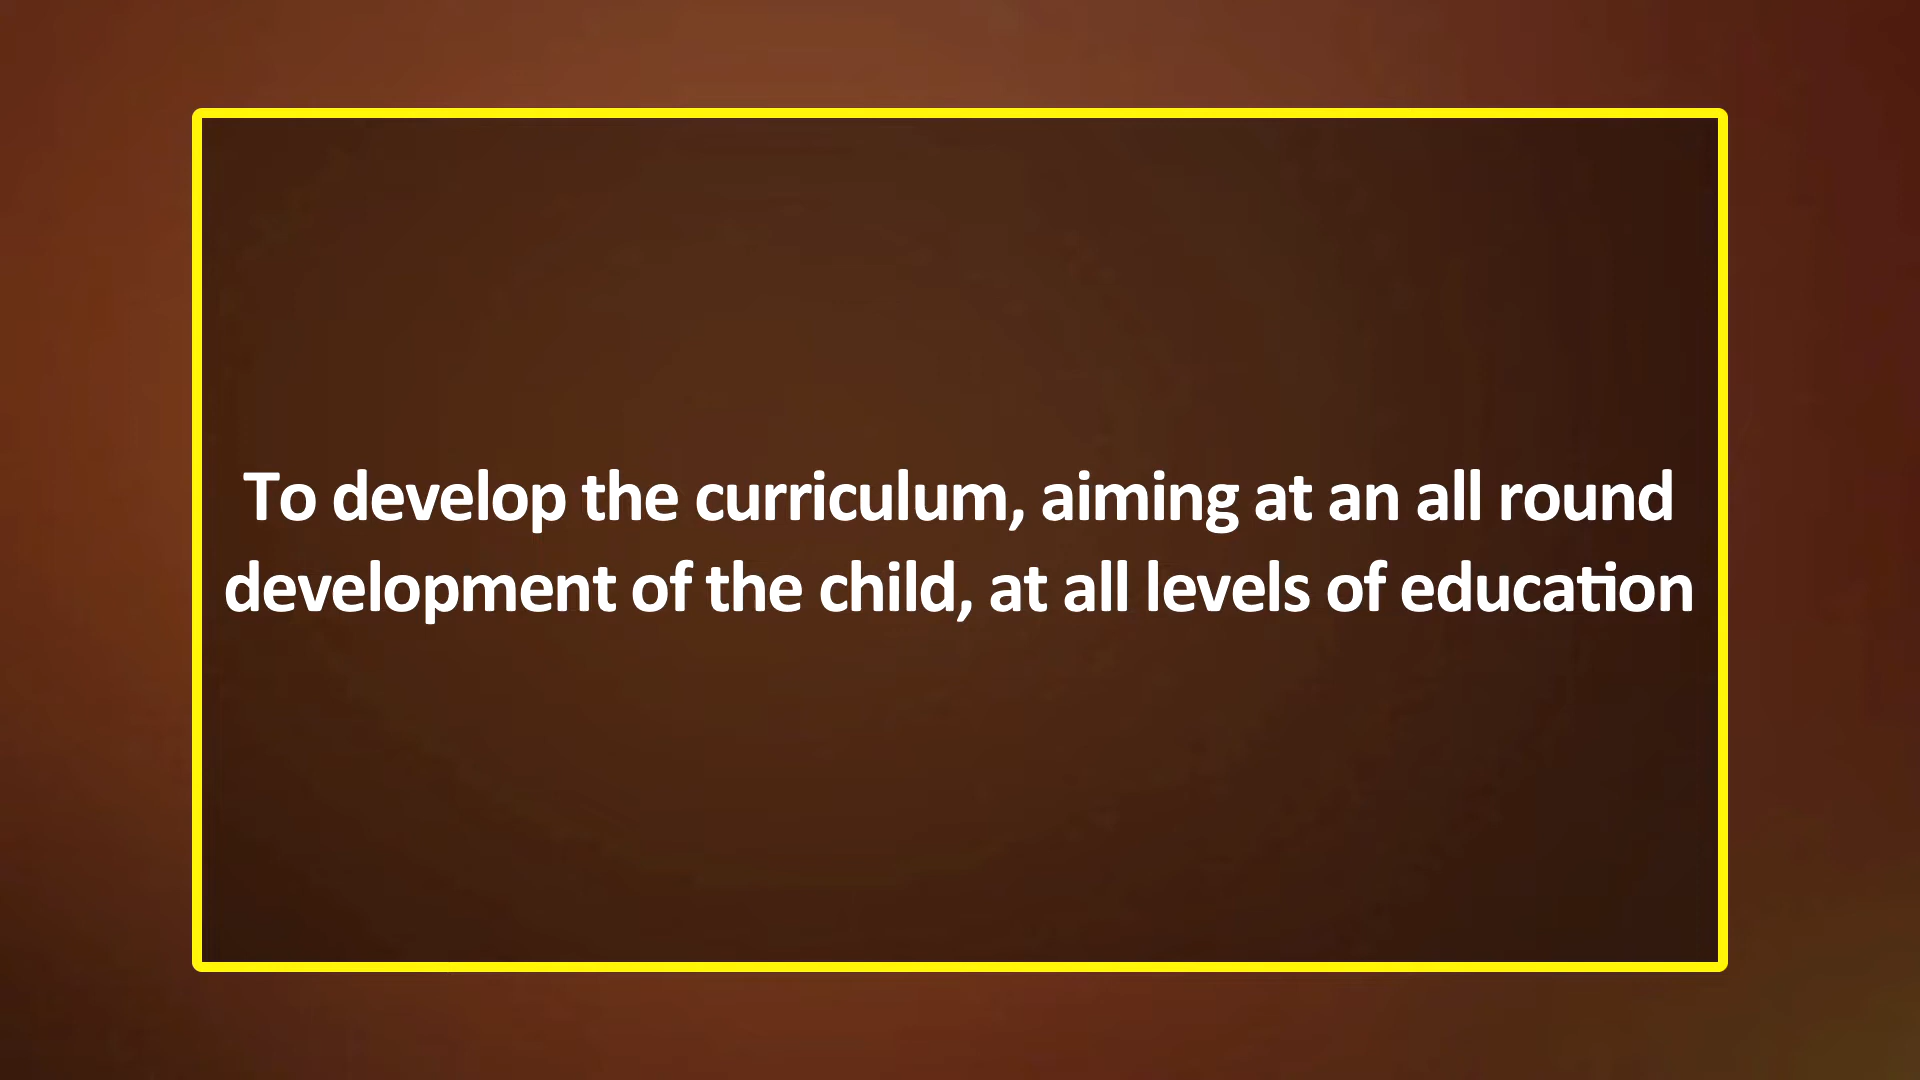 To develop the curriculum, aiming at an all round
development of the child, at all levels of education